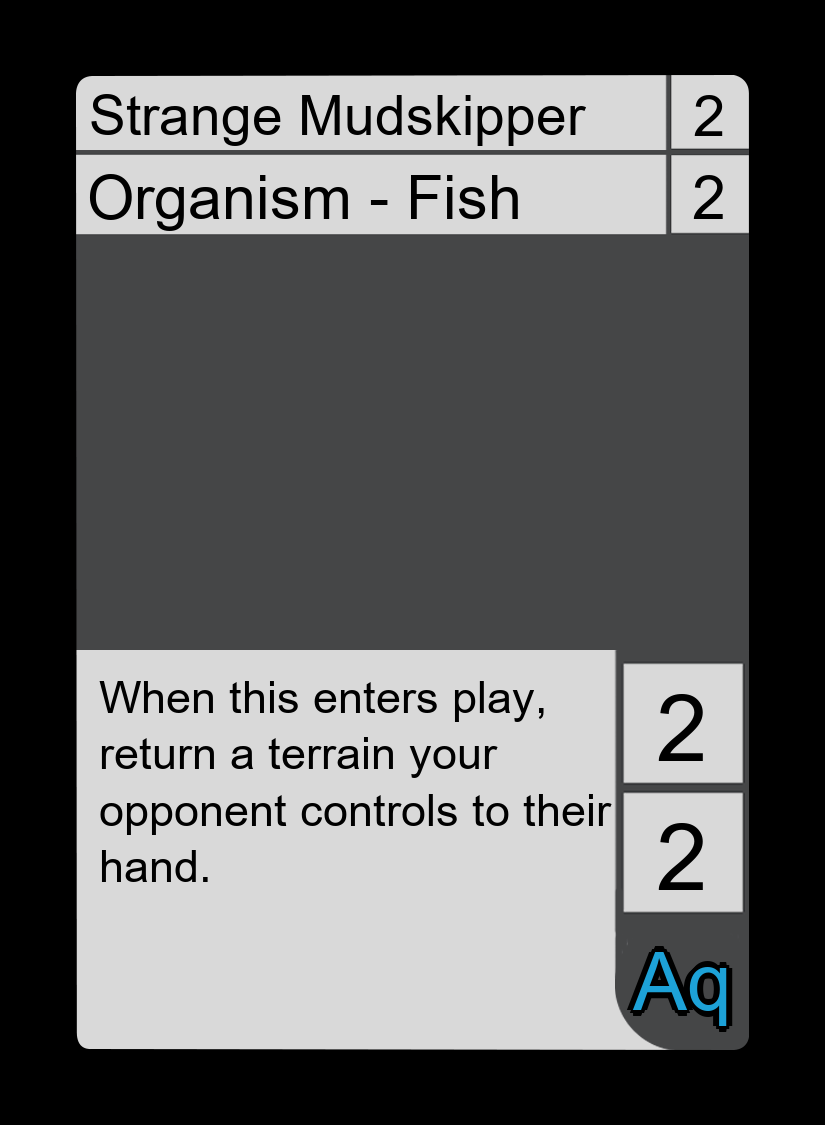 Strange Mudskipper 2
Organism - Fish 2
When this enters play,
return a terrain your
opponent controls to their
hand.
2
2
Aq